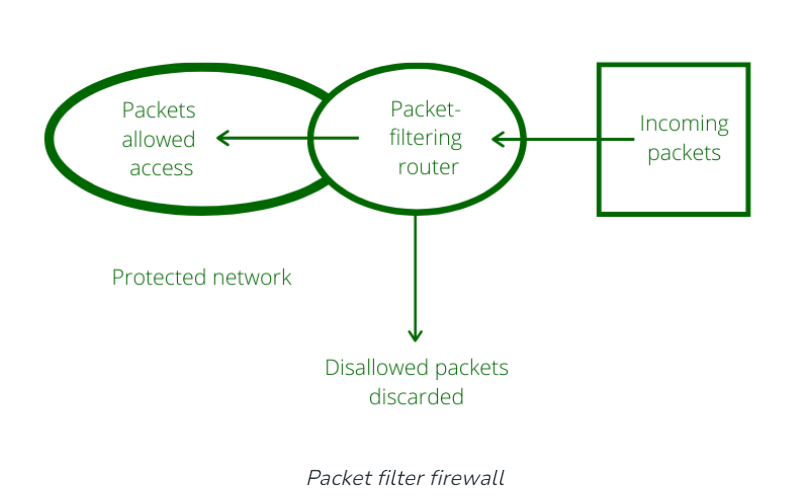 Packets
allowed
access
Packet-
filtering
router
Incoming
packets
Protected network
Disallowed packets
discarded
Packet filter firewall